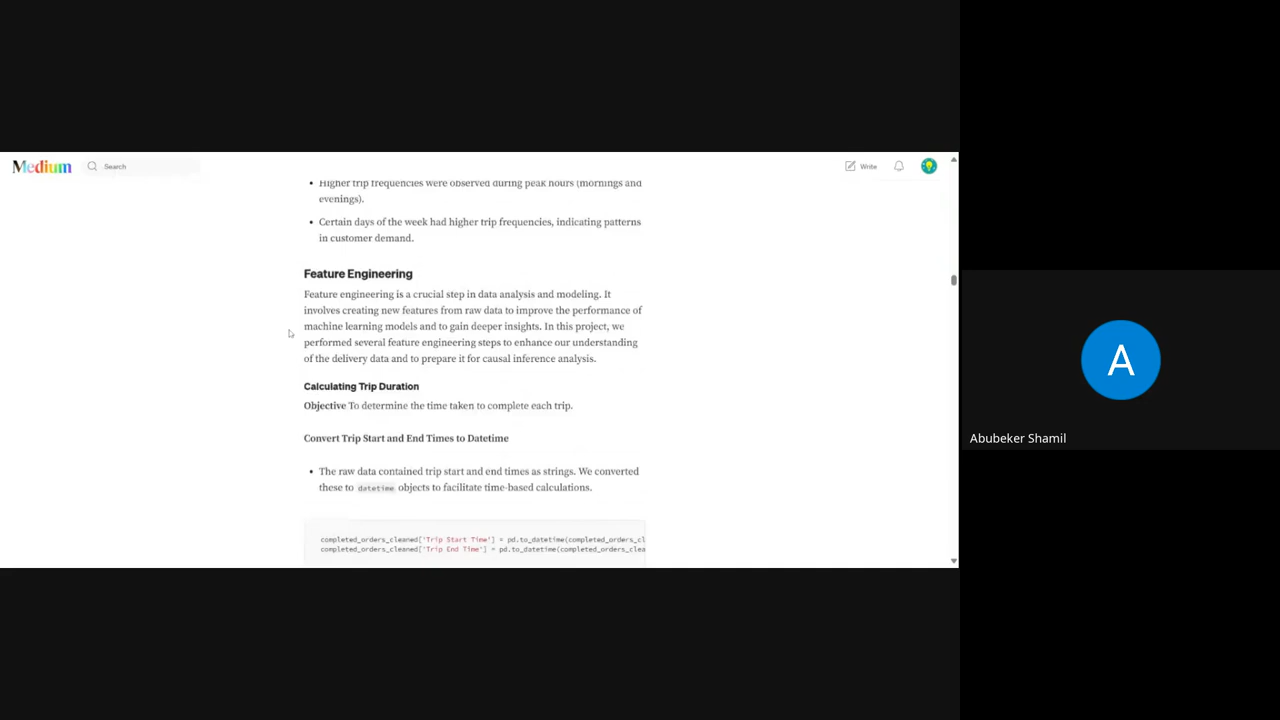 Medium
Search
Write
Higher trip frequencies were observed during peak hours (mornings and
evenings).
Certain days of the week had higher trip frequencies, indicating patterns
in customer demand.
Feature Engineering
Feature engineering is a crucial step in data analysis and modeling. It
involves creating new features from raw data to improve the performance of
machine learning models and to gain deeper insights. In this project, we
performed several feature engineering steps to enhance our understanding
of the delivery data and to prepare it for causal inference analysis.
Calculating Trip Duration
Objective To determine the time taken to complete each trip.
Convert Trip Start and End Times to Datetime
The raw data contained trip start and end times as strings. We converted
these to datetime objects to facilitate time-based calculations.
completed_orders_cleaned['Trip Start Time'] = pd.to_datetime(completed_orders_cl
completed_orders_cleaned['Trip End Time'] = pd.to_datetime(completed_orders_clea
A
Abubeker Shamil